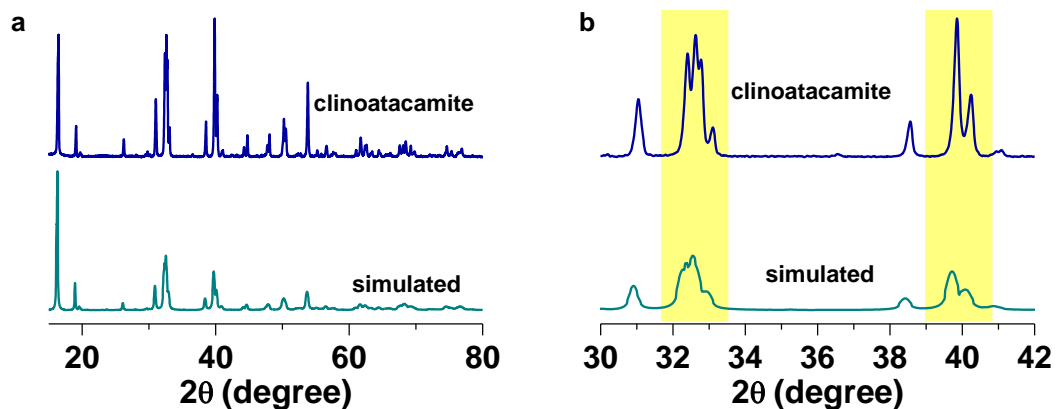 a
clinoatacamite
simulated
20 40 60 80
2θ (degree)
b
clinoatacamite
simulated
30 32 34 36 38 40 42
2θ (degree)